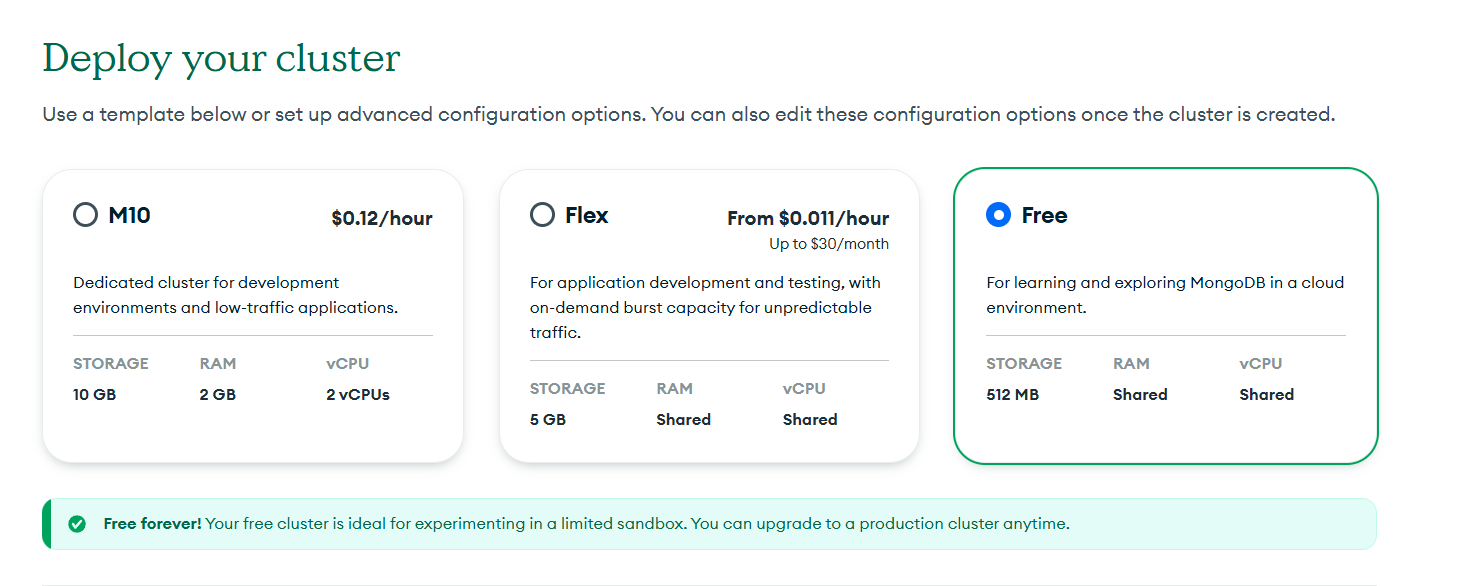 Deploy your cluster
Use a template below or set up advanced configuration options. You can also edit these configuration options once the cluster is created.
M10
$0.12/hour
Dedicated cluster for development
environments and low-traffic applications.
STORAGE RAM vCPU
10 GB 2 GB 2 vCPUs
Flex
From $0.011/hour
Up to $30/month
For application development and testing, with
on-demand burst capacity for unpredictable
traffic.
STORAGE RAM vCPU
5 GB Shared Shared
Free
For learning and exploring MongoDB in a cloud
environment.
STORAGE RAM vCPU
512 MB Shared Shared
Free forever! Your free cluster is ideal for experimenting in a limited sandbox. You can upgrade to a production cluster anytime.